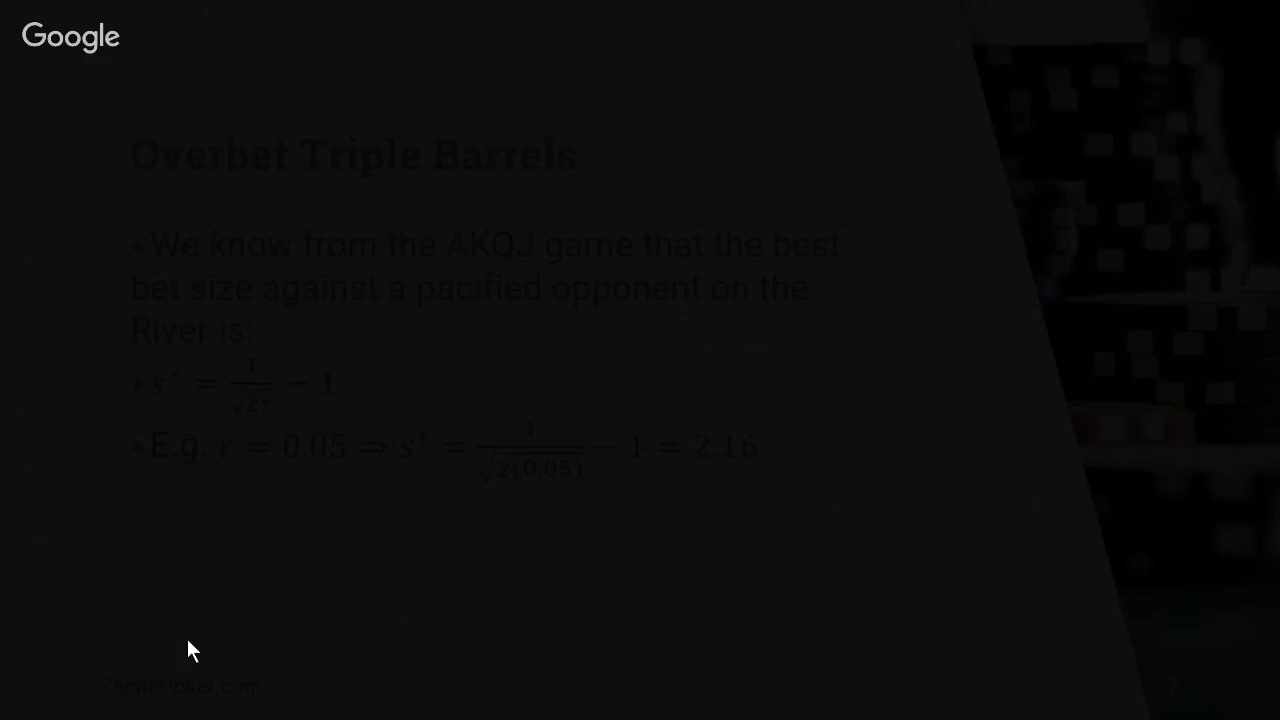 Google
Overbet Triple Barrels
•We know from the AKQJ game that the best
bet size against a pacified opponent on the
River is:
•s* = 1/√2r − 1
•E.g. r = 0.05 ⇒ s* = 1/√2(0.05) − 1 = 2.16
ZenithPoker.com
7